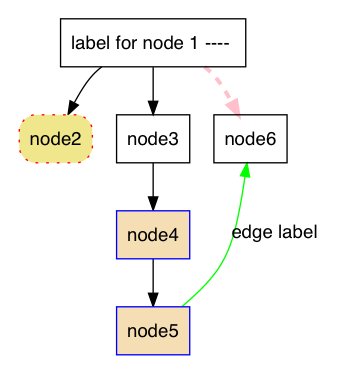 label for node 1 ----
node2
node3
node6
node4
edge label
node5